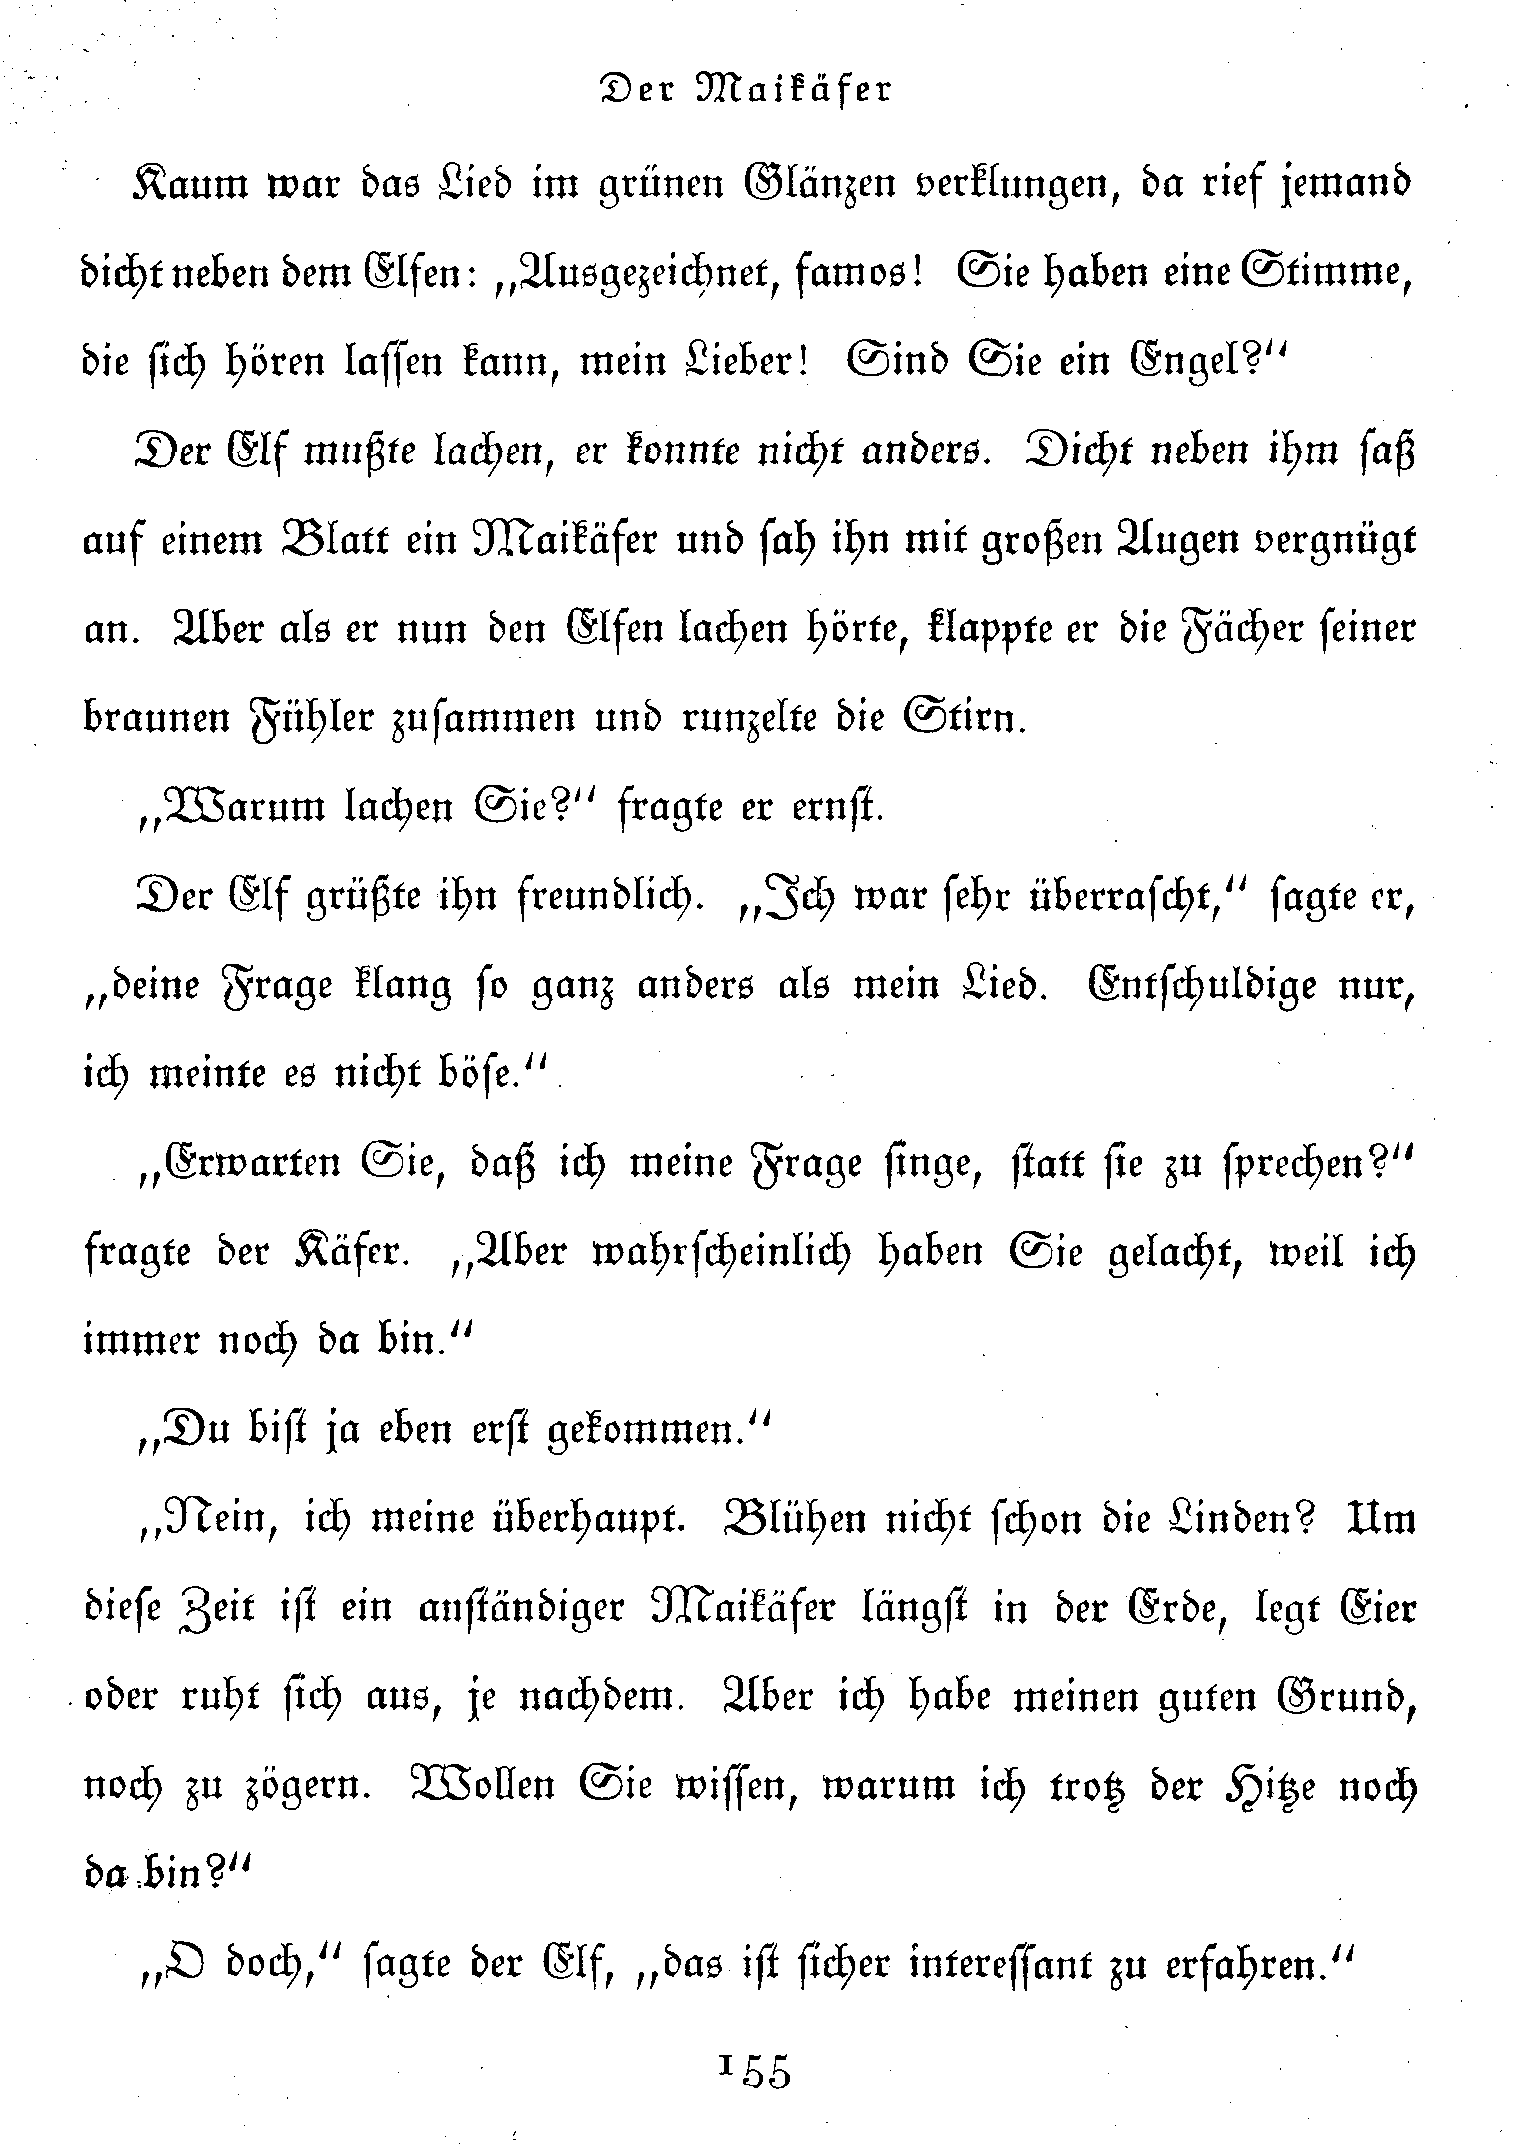 Der Maikäfer
Kaum war das Lied im grünen Glänzen verklungen, da rief jemand
dicht neben dem Elfen: „Ausgezeichnet, famos! Sie haben eine Stimme,
die sich hören lassen kann, mein Lieber! Sind Sie ein Engel?“
Der Elf mußte lachen, er konnte nicht anders. Dicht neben ihm saß
auf einem Blatt ein Maikäfer und sah ihn mit großen Augen vergnügt
an. Aber als er nun den Elfen lachen hörte, klappte er die Fächer seiner
braunen Fühler zusammen und runzelte die Stirn.
„Warum lachen Sie?“ fragte er ernst.
Der Elf grüßte ihn freundlich. „Ich war sehr überrascht,“ sagte er,
„deine Frage klang so ganz anders als mein Lied. Entschuldige nur,
ich meinte es nicht böse.“
„Erwarten Sie, daß ich meine Frage singe, statt sie zu sprechen?“
fragte der Käfer. „Aber wahrscheinlich haben Sie gelacht, weil ich
immer noch da bin.“
„Du bist ja eben erst gekommen.“
„Nein, ich meine überhaupt. Blühen nicht schon die Linden? Um
diese Zeit ist ein anständiger Maikäfer längst in der Erde, legt Eier
oder ruht sich aus, je nachdem. Aber ich habe meinen guten Grund,
noch zu zögern. Wollen Sie wissen, warum ich trotz der Hitze noch
da bin?“
„O doch,“ sagte der Elf, „das ist sicher interessant zu erfahren.“
155